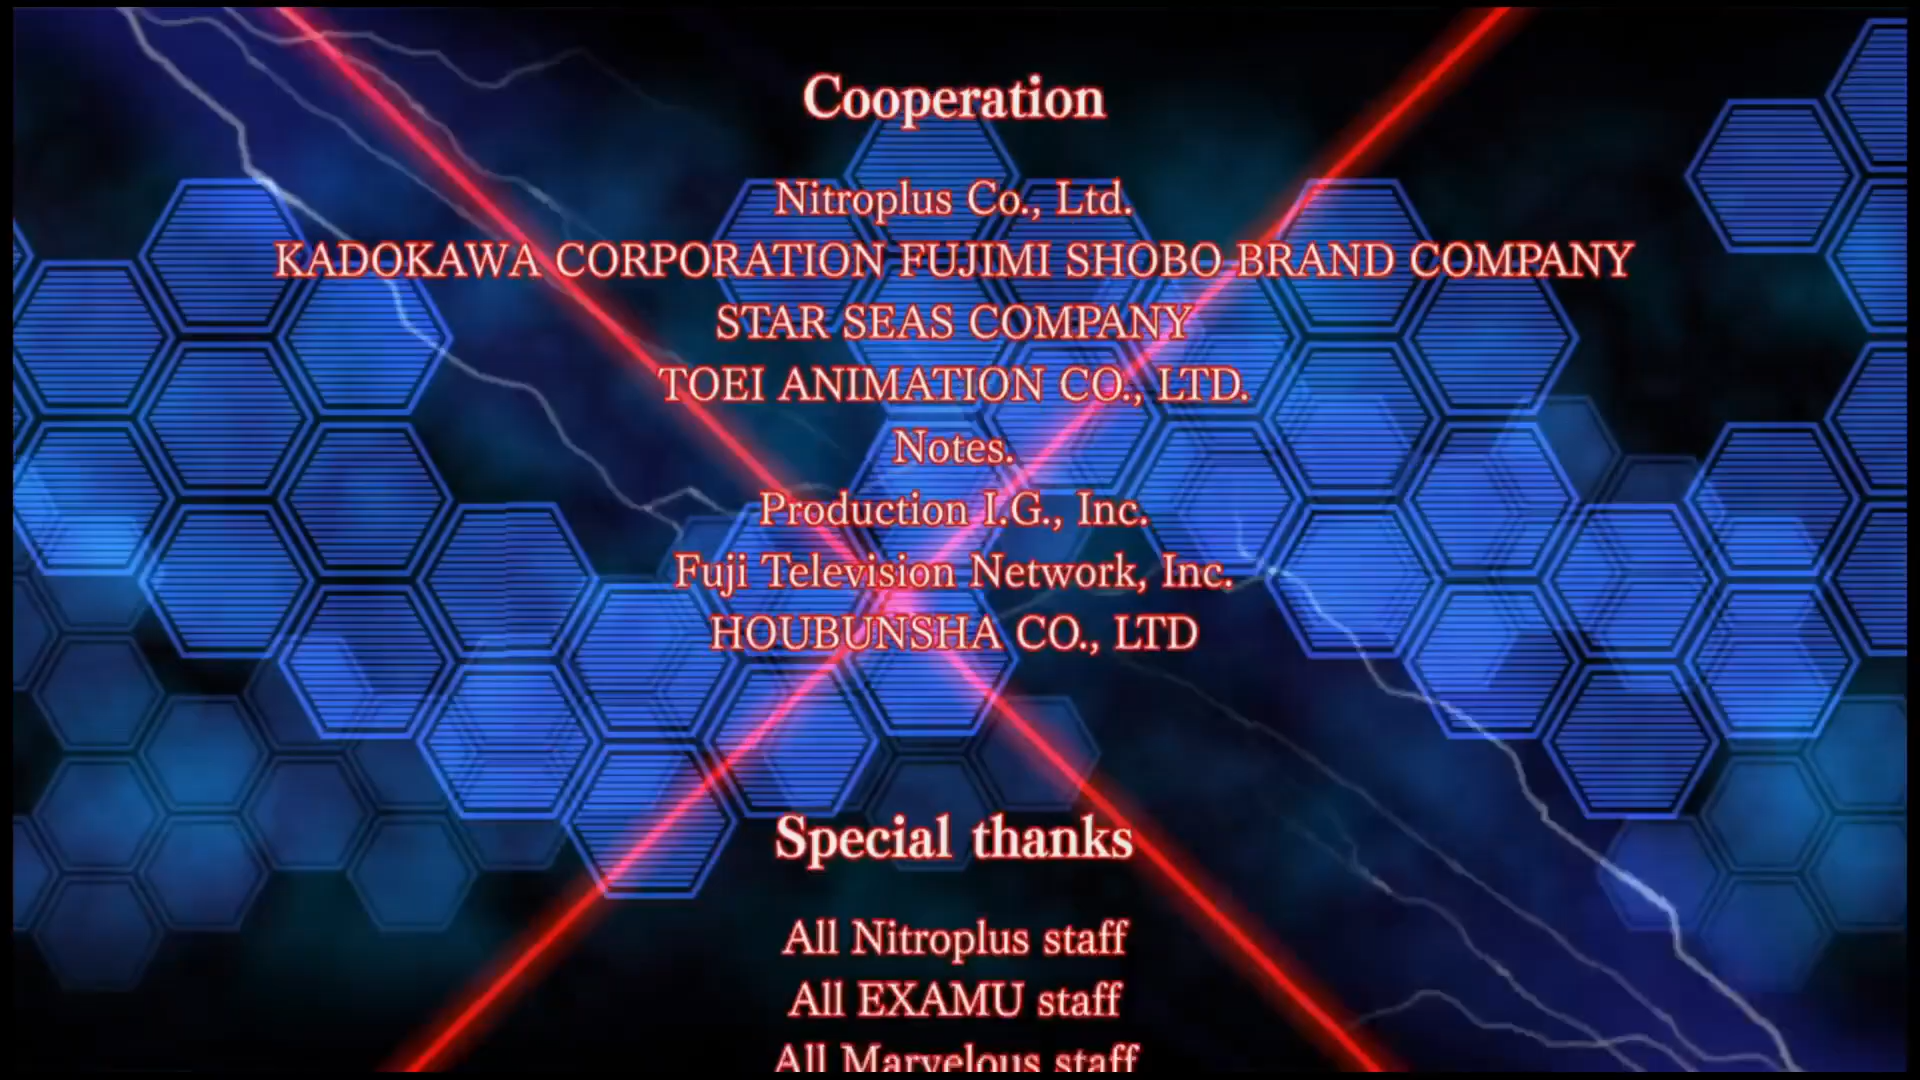 Cooperation
Nitroplus Co., Ltd.
KADOKAWA CORPORATION FUJIMI SHOBO BRAND COMPANY
STAR SEAS COMPANY
TOEI ANIMATION CO., LTD.
Notes.
Production I.G., Inc.
Fuji Television Network, Inc.
HOUBUNSHA CO., LTD
Special thanks
All Nitroplus staff
All EXAMU staff
All Marvelous staff